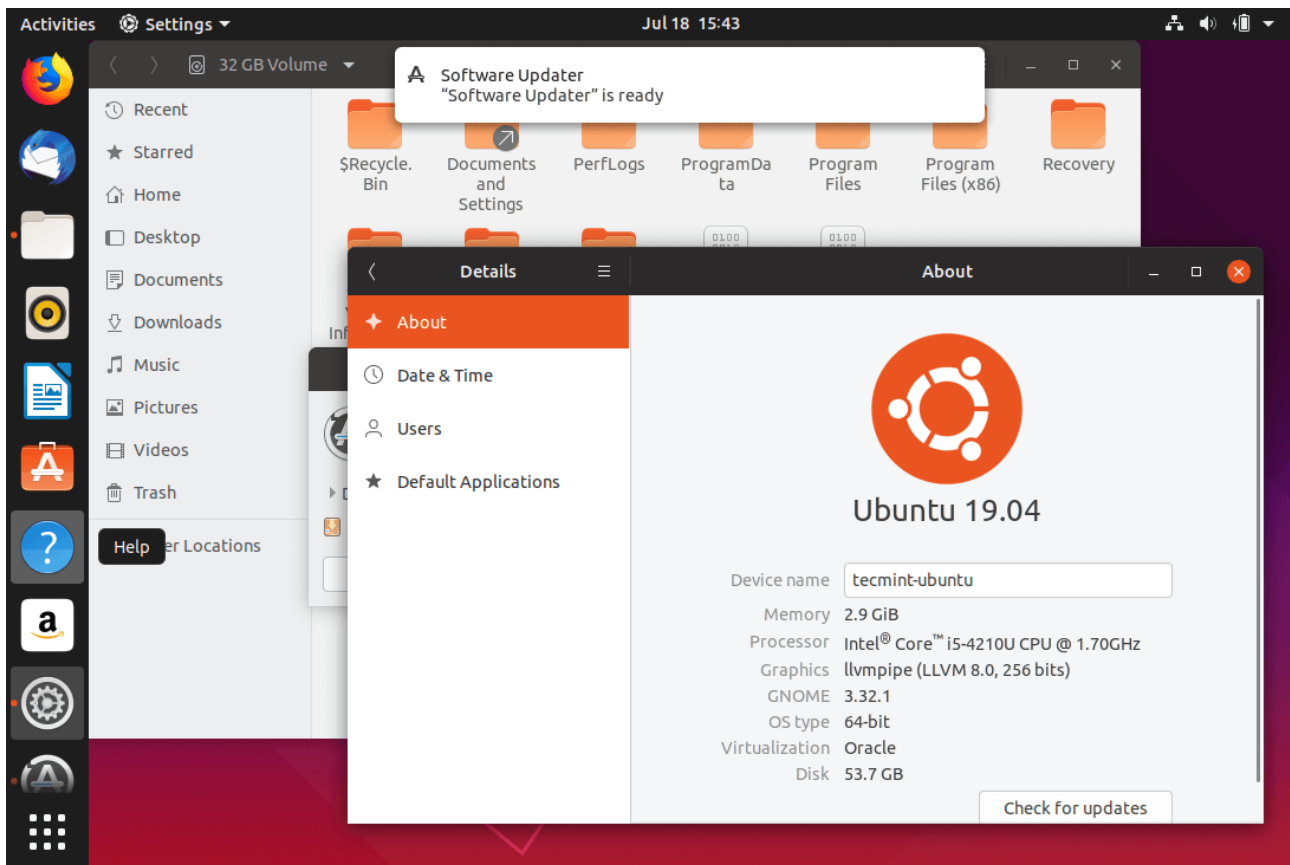 Activities
Settings
Jul 18 15:43
32 GB Volume
Software Updater
“Software Updater” is ready
Recent
Starred
Home
Desktop
Documents
Downloads
Music
Pictures
Videos
Trash
er Locations
Help
$Recycle.
Bin
Documents
and
Settings
PerfLogs
ProgramDa
ta
Program
Files
Program
Files (x86)
Recovery
0100
0100
Inf
Details
About
About
Date & Time
Users
Default Applications
Ubuntu 19.04
Device name tecmint-ubuntu
Memory 2.9 GiB
Processor Intel® Core™ i5-4210U CPU @ 1.70GHz
Graphics llvmpipe (LLVM 8.0, 256 bits)
GNOME 3.32.1
OS type 64-bit
Virtualization Oracle
Disk 53.7 GB
Check for updates
a